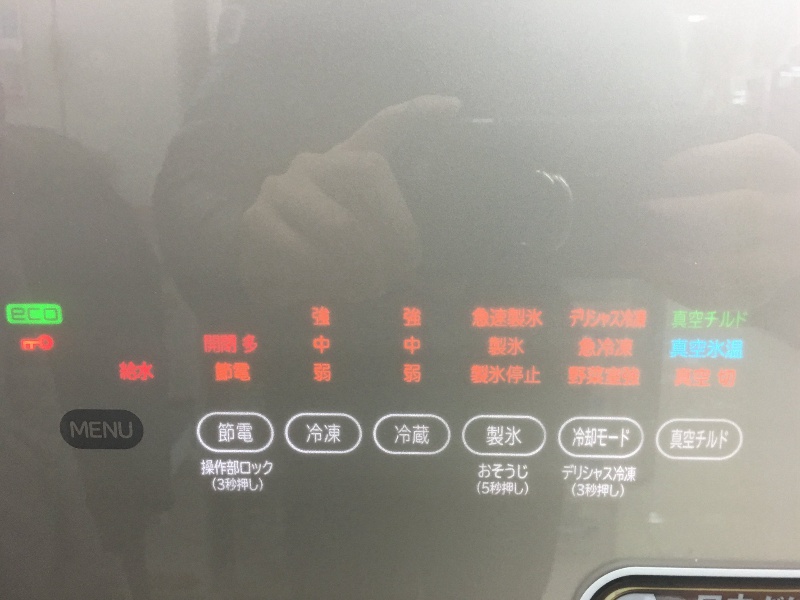 eco
強 強 急速製氷 デリシャス冷凍 真空チルド
開閉 多 中 中 製氷 急冷凍 真空氷温
給水 節電 弱 弱 製氷停止 野菜室強 真空 切
MENU 節電 冷凍 冷蔵 製氷 冷却モード 真空チルド
操作部ロック おそうじ デリシャス冷凍
(3秒押し) (5秒押し) (3秒押し)